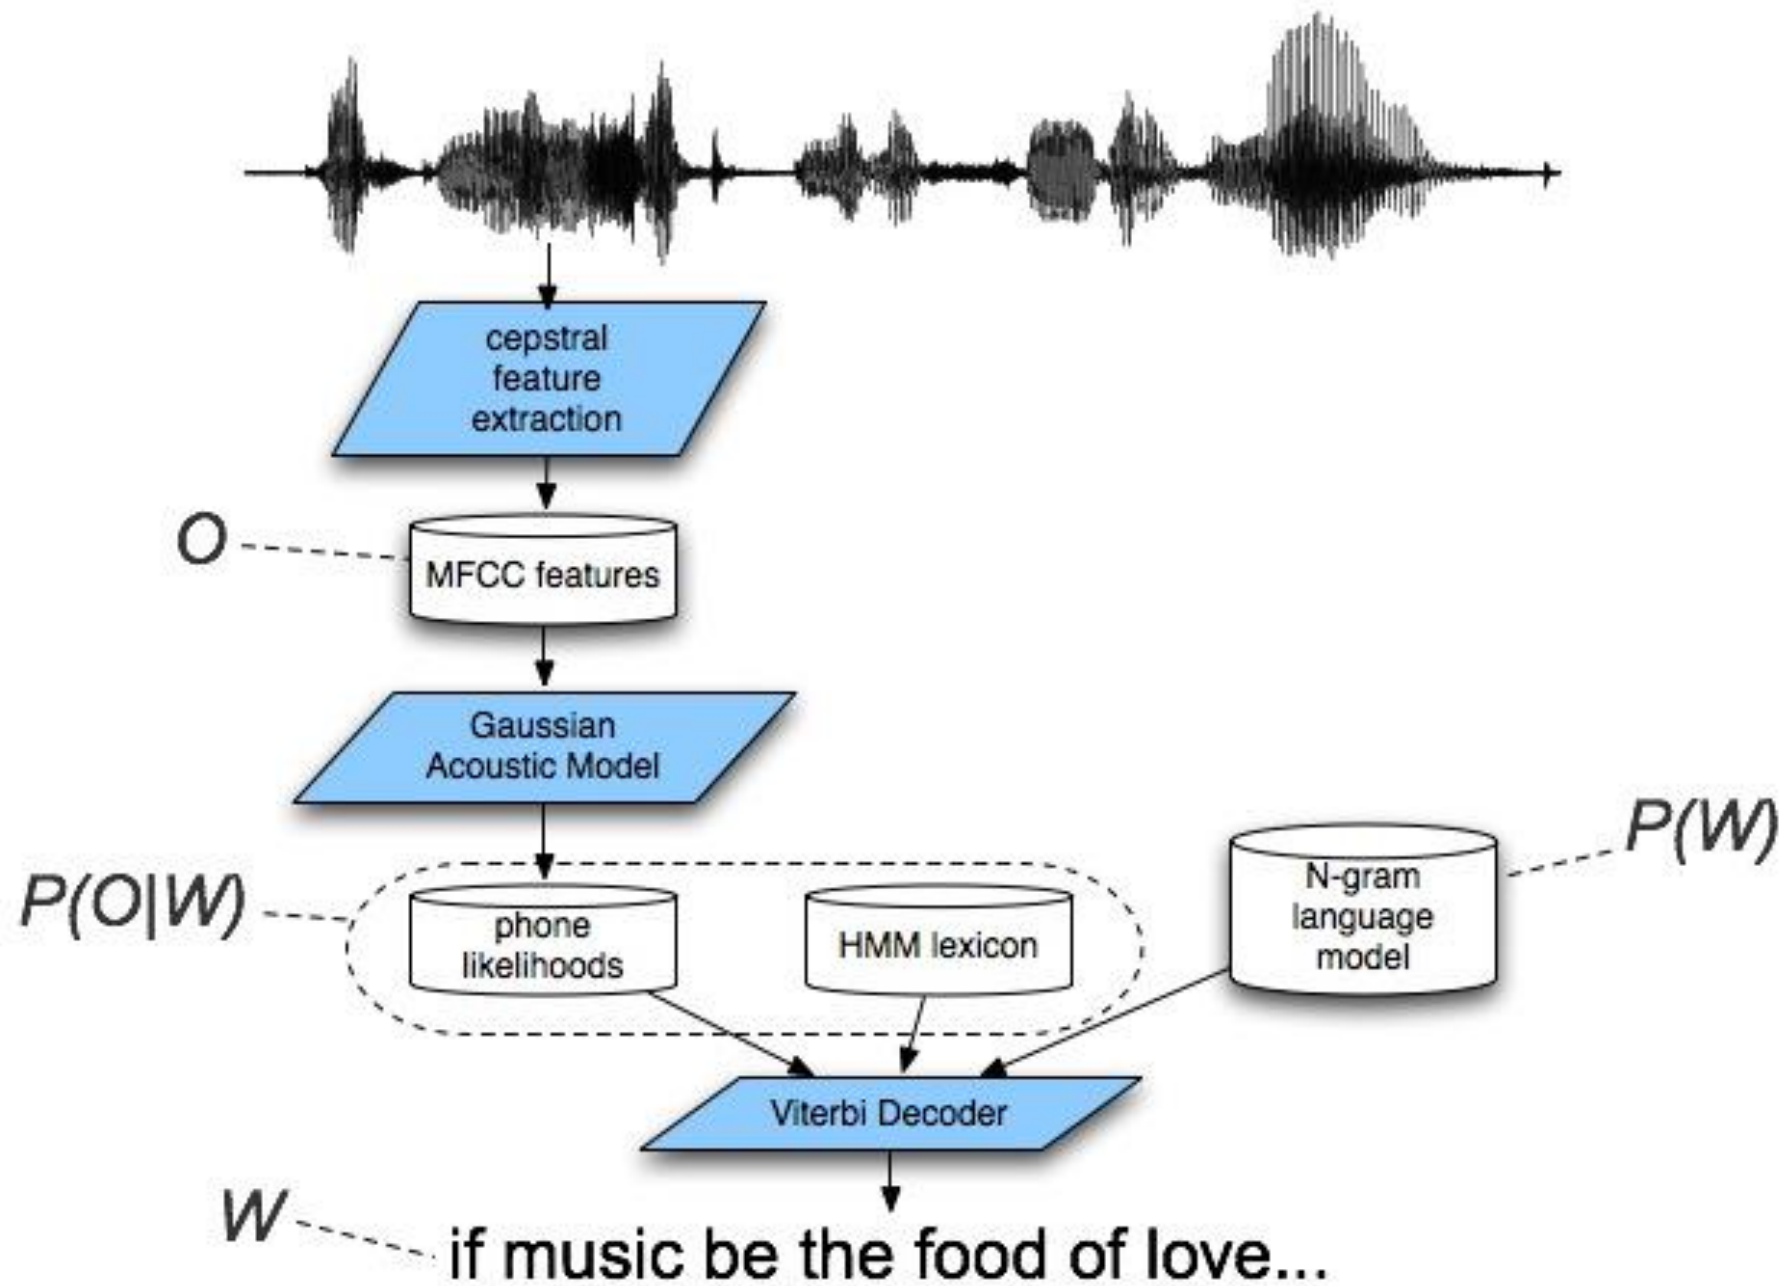 cepstral
feature
extraction
O
MFCC features
Gaussian
Acoustic Model
P(W)
P(O|W)
phone
likelihoods
HMM lexicon
N-gram
language
model
Viterbi Decoder
W
if music be the food of love...